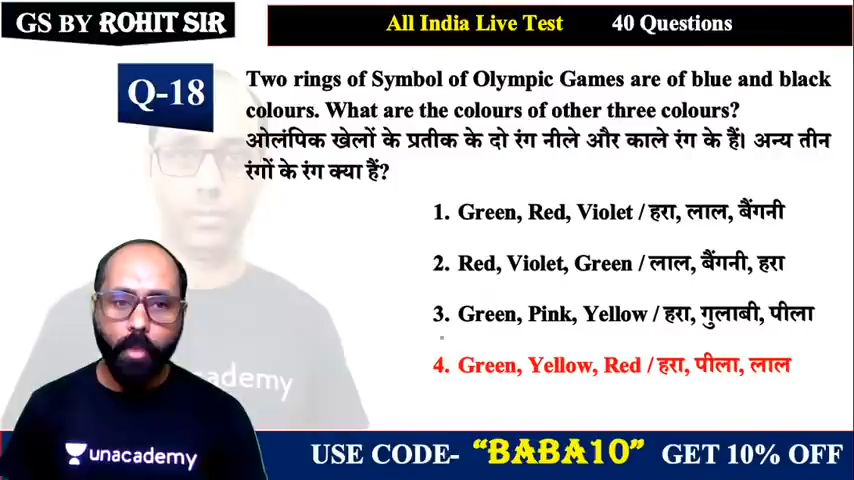 GS BY ROHIT SIR
All India Live Test 40 Questions
Q-18
Two rings of Symbol of Olympic Games are of blue and black
colours. What are the colours of other three colours?
ओलंपिक खेलों के प्रतीक के दो रंग नीले और काले रंग के हैं। अन्य तीन
रंगों के रंग क्या हैं?
1. Green, Red, Violet / हरा, लाल, बैंगनी
2. Red, Violet, Green / लाल, बैंगनी, हरा
3. Green, Pink, Yellow / हरा, गुलाबी, पीला
4. Green, Yellow, Red / हरा, पीला, लाल
academy
unacademy
USE CODE- “BABA10” GET 10% OFF